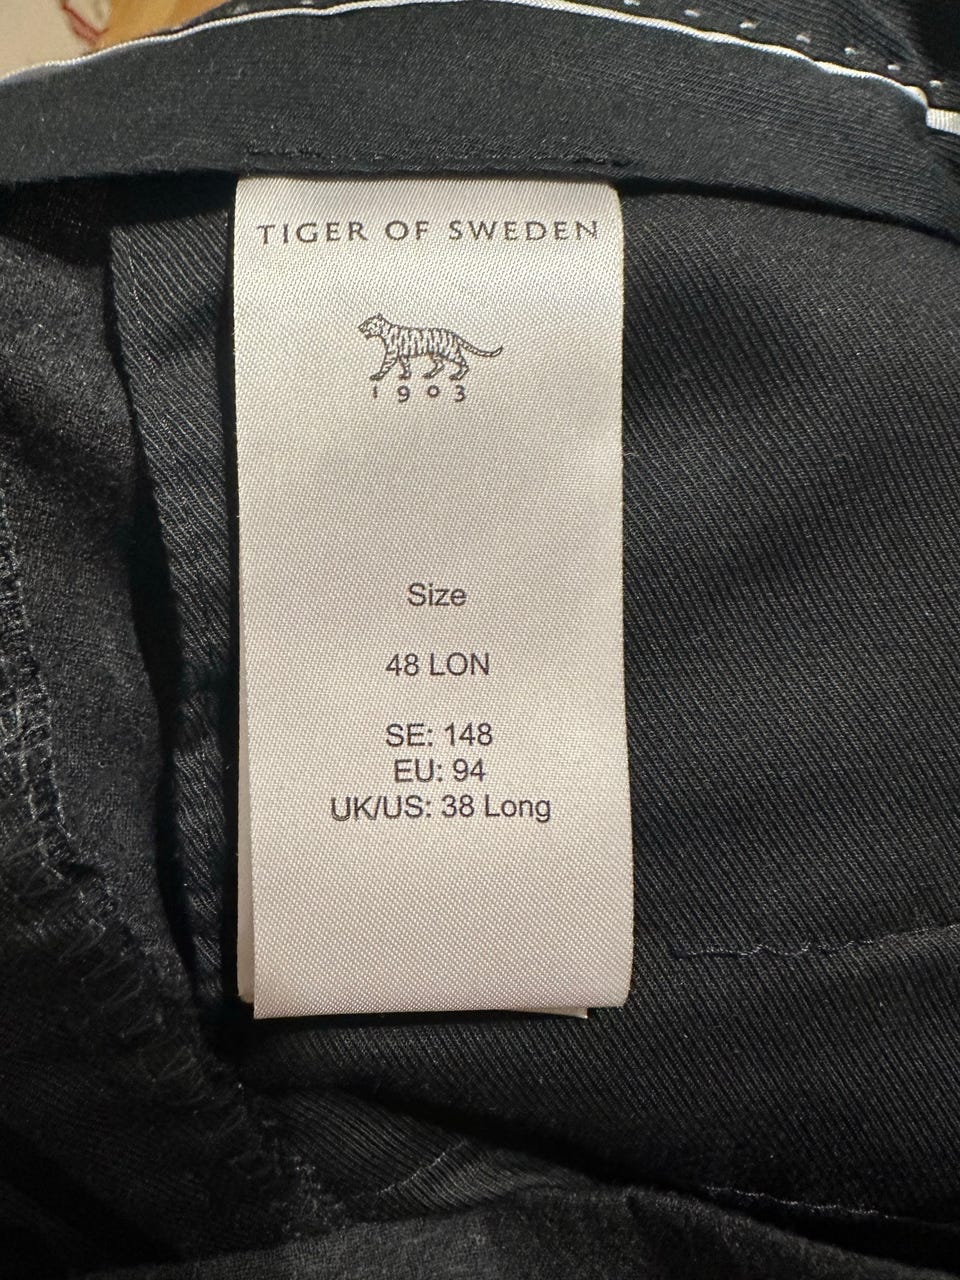 TIGER OF SWEDEN
1903
Size
48 LON
SE: 148
EU: 94
UK/US: 38 Long